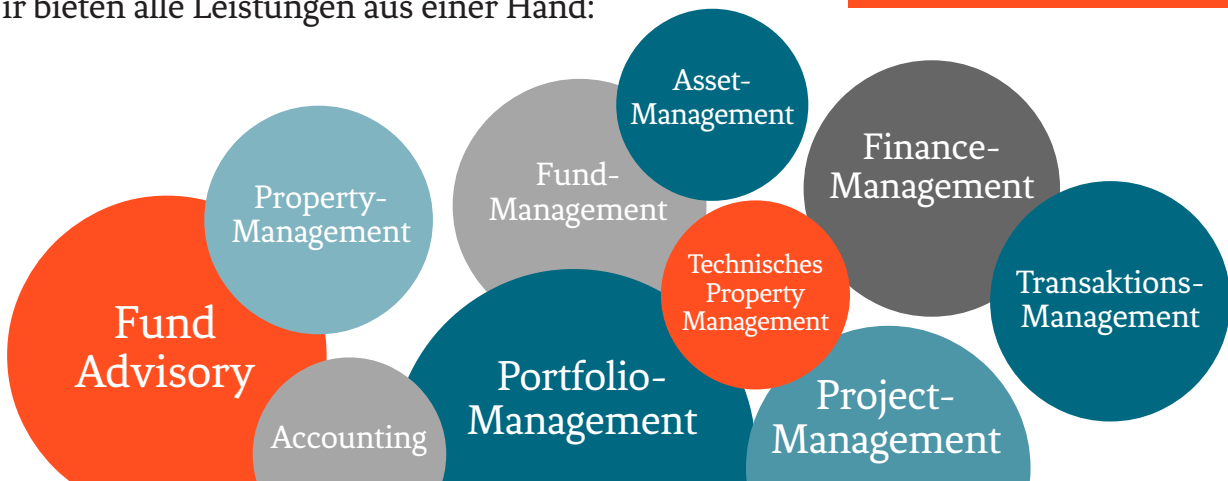 ir bieten alle Leistungen aus einer Hand:
Asset-
Management
Finance-
Management
Fund-
Management
Property-
Management
Technisches
Property
Management
Transaktions-
Management
Fund
Advisory
Portfolio-
Management
Project-
Management
Accounting